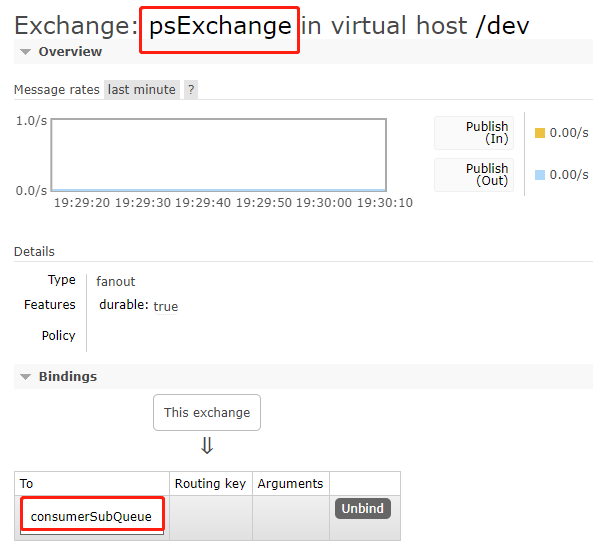 Exchange: psExchange in virtual host /dev
Overview
Message rates last minute ?
1.0/s
0.0/s
19:29:20 19:29:30 19:29:40 19:29:50 19:30:00 19:30:10
Publish
(In)
0.00/s
Publish
(Out)
0.00/s
Details
Type fanout
Features durable: true
Policy
Bindings
This exchange
⇓
To Routing key Arguments
consumerSubQueue Unbind